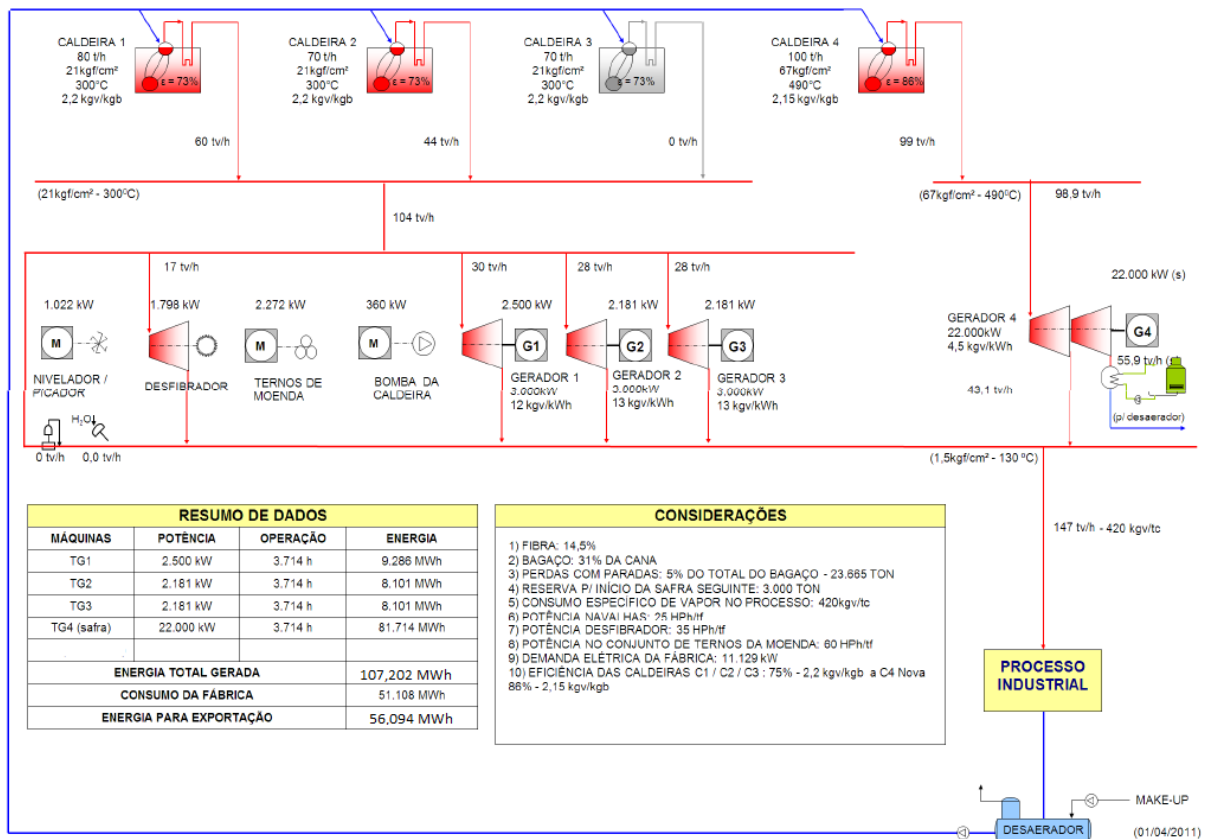 CALDEIRA 1
80 t/h
21kgf/cm²
300°C
2,2 kgv/kgb
ε = 73%
CALDEIRA 2
70 t/h
21kgf/cm²
300°C
2,2 kgv/kgb
ε = 73%
CALDEIRA 3
70 t/h
21kgf/cm²
300°C
2,2 kgv/kgb
ε = 73%
CALDEIRA 4
100 t/h
67kgf/cm²
490°C
2,15 kgv/kgb
ε = 86%
60 tv/h
44 tv/h
0 tv/h
99 tv/h
(21kgf/cm² - 300ºC)
(67kgf/cm² - 490ºC)
98,9 tv/h
104 tv/h
17 tv/h
30 tv/h
28 tv/h
28 tv/h
22.000 kW (s)
1.022 kW
1.798 kW
2.272 kW
360 kW
2.500 kW
2.181 kW
2.181 kW
M
M
M
G1
G2
G3
G4
NIVELADOR /
PICADOR
DESFIBRADOR
TERNOS DE
MOENDA
BOMBA DA
CALDEIRA
GERADOR 1
3.000kW
12 kgv/kWh
GERADOR 2
3.000kW
13 kgv/kWh
GERADOR 3
3.000kW
13 kgv/kWh
GERADOR 4
22.000kW
4,5 kgv/kWh
55,9 tv/h (s)
43,1 tv/h
(p/ desaerador)
H₂O
0 tv/h
0,0 tv/h
(1,5kgf/cm² - 130 ºC)
147 tv/h - 420 kgv/tc
RESUMO DE DADOS
MÁQUINAS POTÊNCIA OPERAÇÃO ENERGIA
TG1 2.500 kW 3.714 h 9.286 MWh
TG2 2.181 kW 3.714 h 8.101 MWh
TG3 2.181 kW 3.714 h 8.101 MWh
TG4 (safra) 22.000 kW 3.714 h 81.714 MWh
ENERGIA TOTAL GERADA 107,202 MWh
CONSUMO DA FÁBRICA 51.108 MWh
ENERGIA PARA EXPORTAÇÃO 56,094 MWh
CONSIDERAÇÕES
1) FIBRA: 14,5%
2) BAGAÇO: 31% DA CANA
3) PERDAS COM PARADAS: 5% DO TOTAL DO BAGAÇO - 23.665 TON
4) RESERVA P/ INÍCIO DA SAFRA SEGUINTE: 3.000 TON
5) CONSUMO ESPECÍFICO DE VAPOR NO PROCESSO: 420kgv/tc
6) POTÊNCIA NAVALHAS: 25 HPh/tf
7) POTÊNCIA DESFIBRADOR: 35 HPh/tf
8) POTÊNCIA NO CONJUNTO DE TERNOS DA MOENDA: 60 HPh/tf
9) DEMANDA ELÉTRICA DA FÁBRICA: 11.129 kW
10) EFICIÊNCIA DAS CALDEIRAS C1 / C2 / C3 : 75% - 2,2 kgv/kgb a C4 Nova
86% - 2,15 kgv/kgb
PROCESSO
INDUSTRIAL
MAKE-UP
DESAERADOR
(01/04/2011)